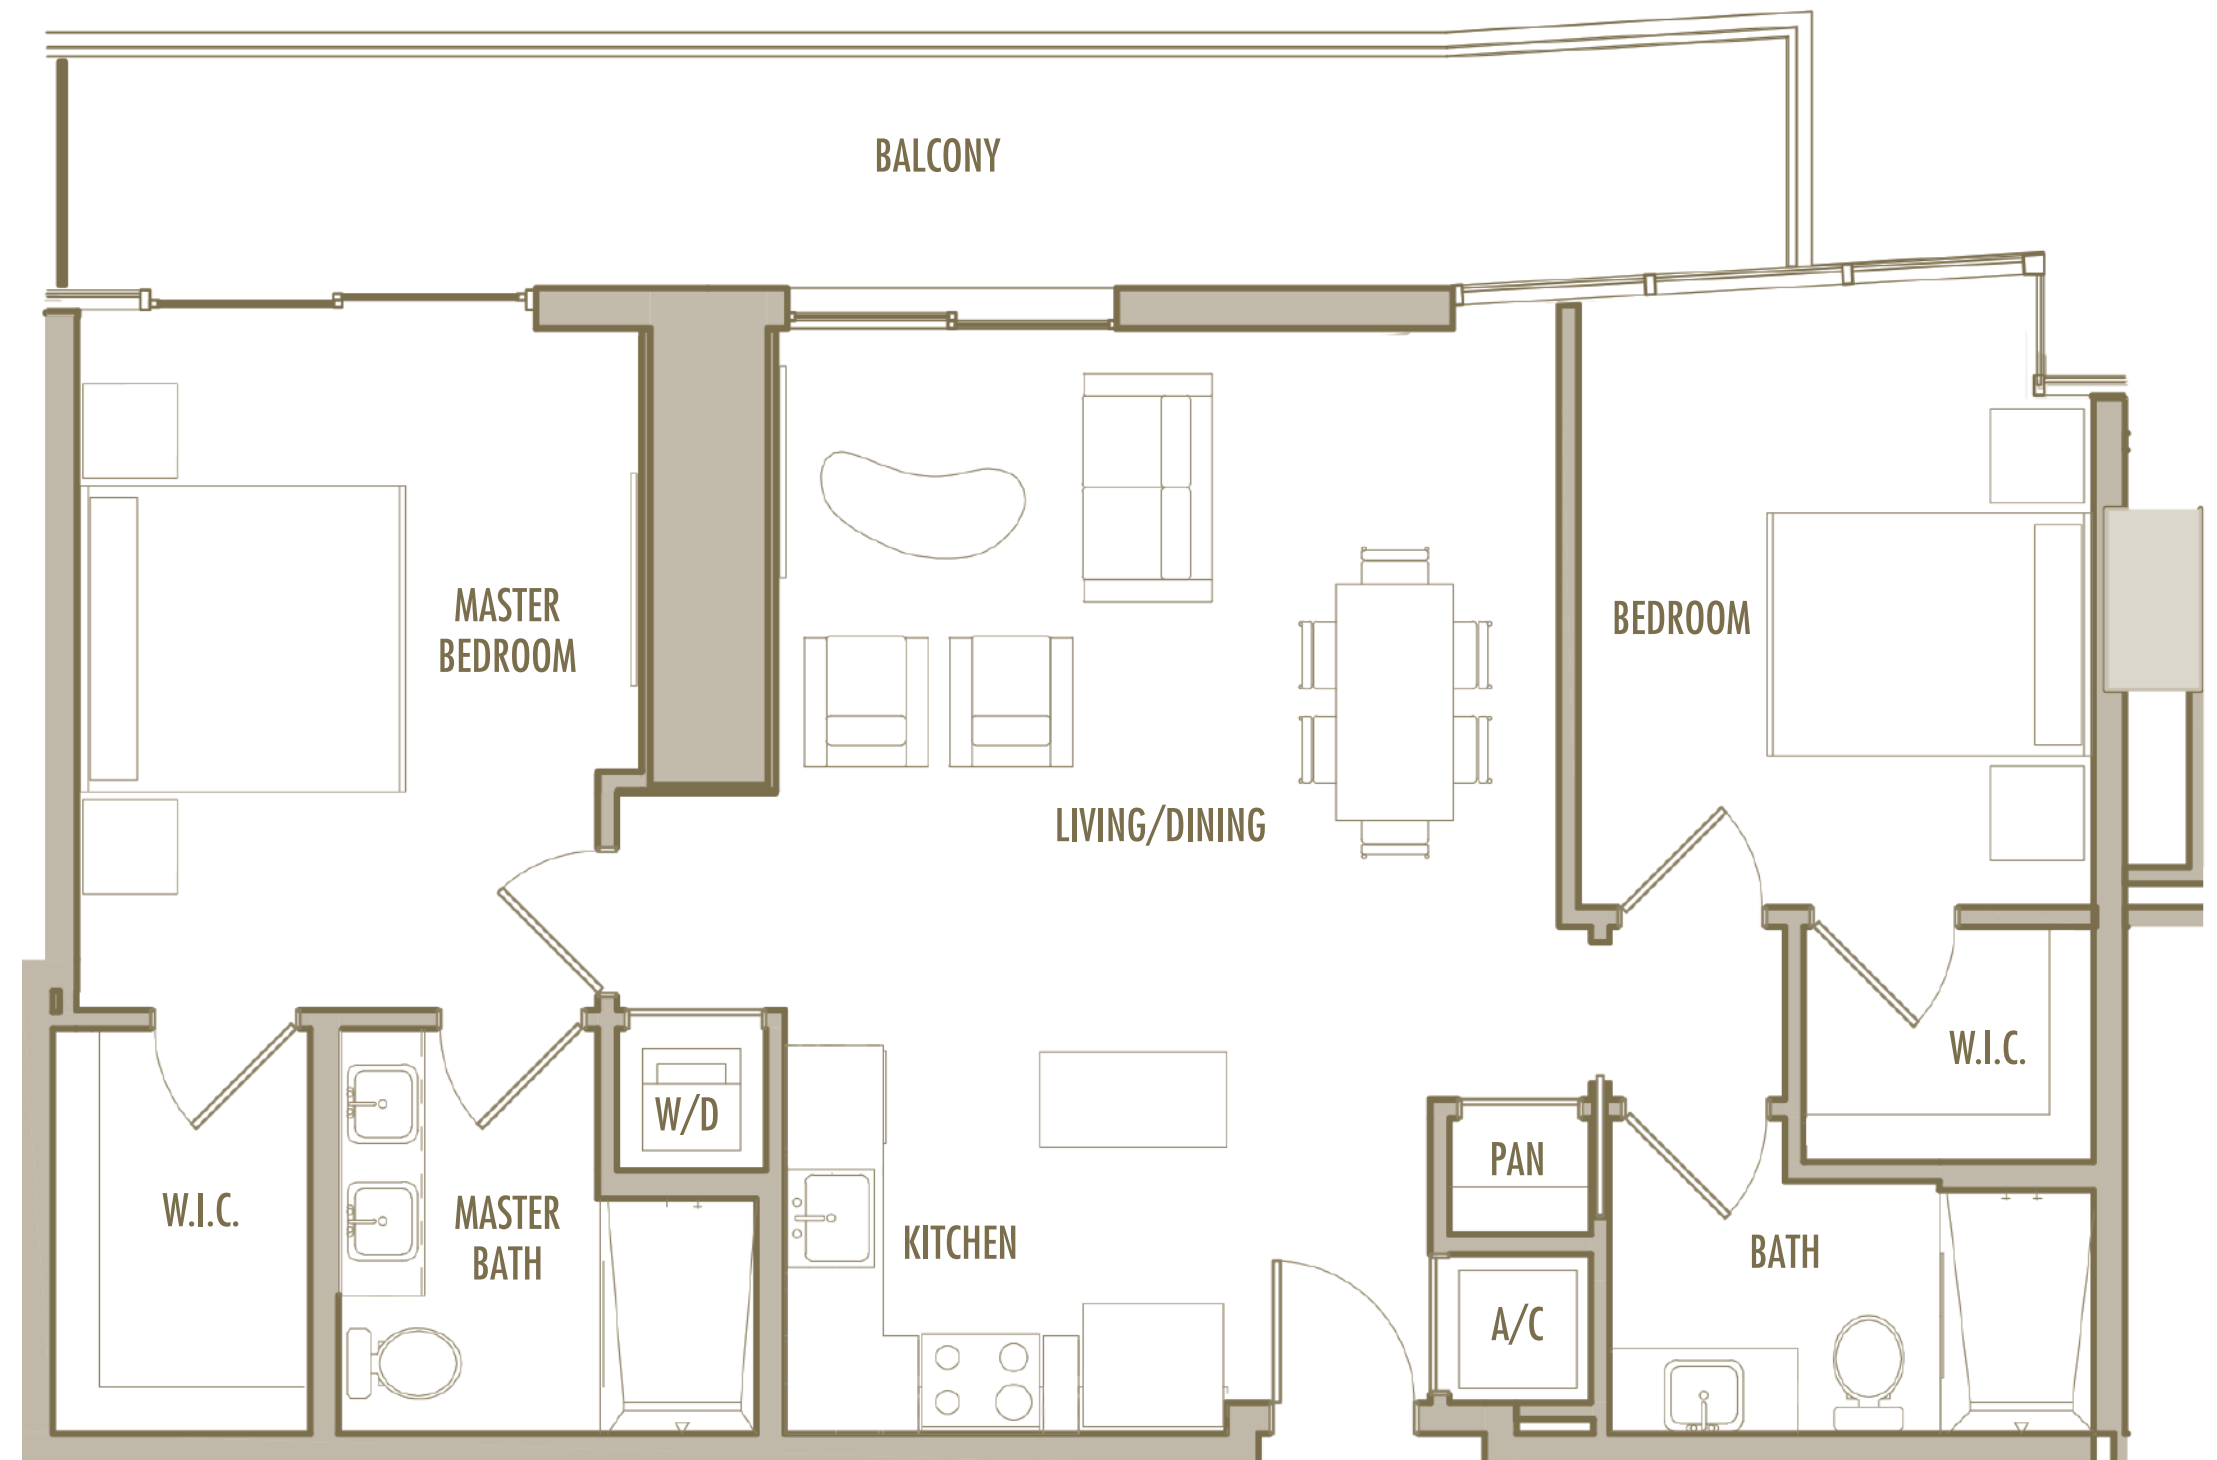 BALCONY
MASTER
BEDROOM
BEDROOM
LIVING/DINING
W.I.C.
W/D
PAN
W.I.C.
MASTER
BATH
KITCHEN
BATH
A/C